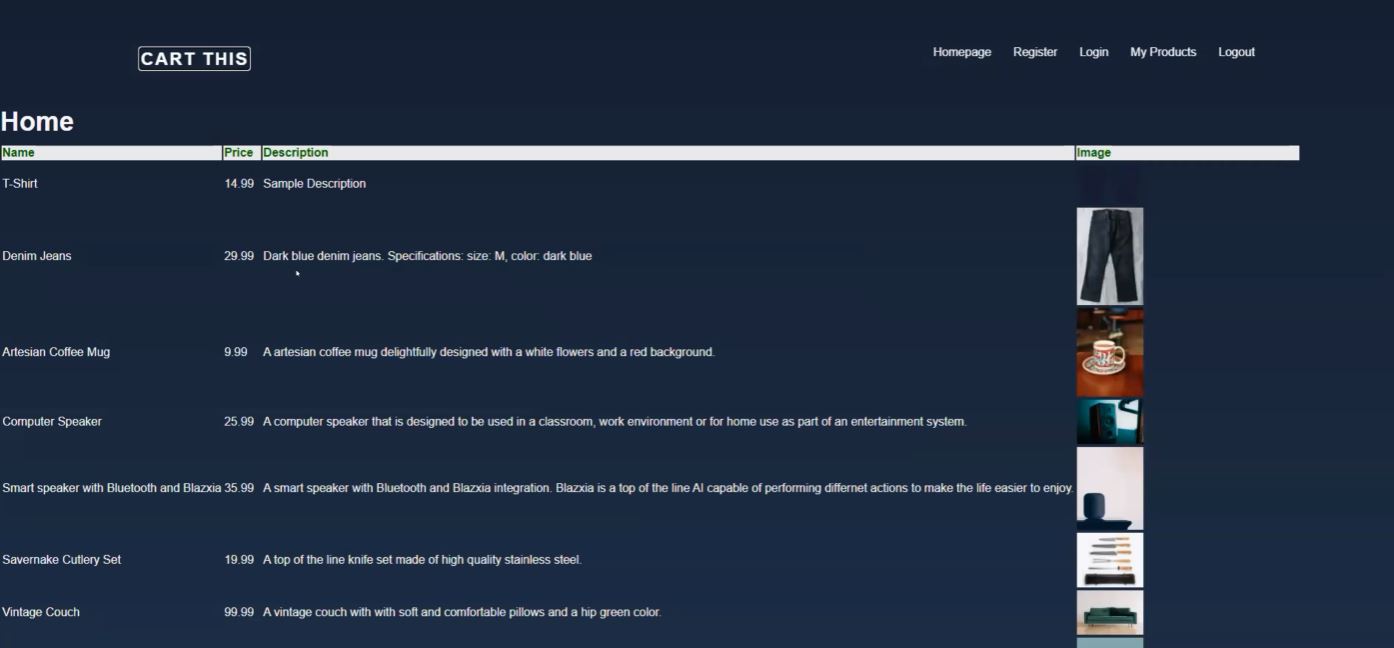 CART THIS
Homepage Register Login My Products Logout
Home
Name Price Description Image
T-Shirt 14.99 Sample Description
Denim Jeans 29.99 Dark blue denim jeans. Specifications: size: M, color: dark blue
Artesian Coffee Mug 9.99 A artesian coffee mug delightfully designed with a white flowers and a red background.
Computer Speaker 25.99 A computer speaker that is designed to be used in a classroom, work environment or for home use as part of an entertainment system.
Smart speaker with Bluetooth and Blazxia 35.99 A smart speaker with Bluetooth and Blazxia integration. Blazxia is a top of the line AI capable of performing differnet actions to make the life easier to enjoy.
Savernake Cutlery Set 19.99 A top of the line knife set made of high quality stainless steel.
Vintage Couch 99.99 A vintage couch with with soft and comfortable pillows and a hip green color.